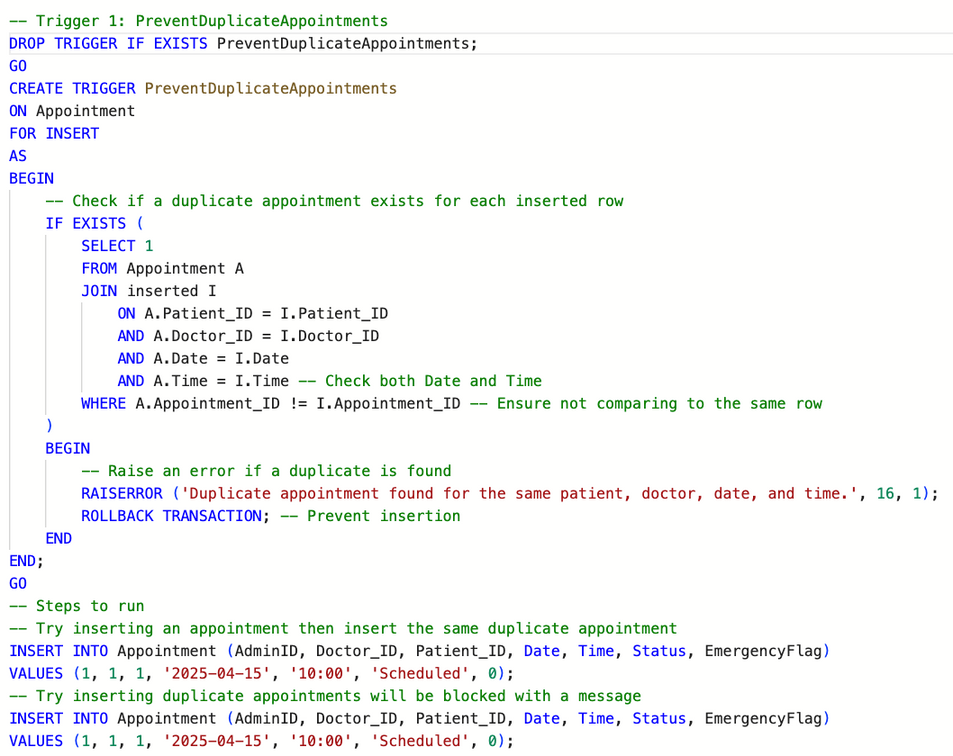 -- Trigger 1: PreventDuplicateAppointments
DROP TRIGGER IF EXISTS PreventDuplicateAppointments;
GO
CREATE TRIGGER PreventDuplicateAppointments
ON Appointment
FOR INSERT
AS
BEGIN
    -- Check if a duplicate appointment exists for each inserted row
    IF EXISTS (
        SELECT 1
        FROM Appointment A
        JOIN inserted I
            ON A.Patient_ID = I.Patient_ID
            AND A.Doctor_ID = I.Doctor_ID
            AND A.Date = I.Date
            AND A.Time = I.Time -- Check both Date and Time
        WHERE A.Appointment_ID != I.Appointment_ID -- Ensure not comparing to the same row
    )
    BEGIN
        -- Raise an error if a duplicate is found
        RAISERROR ('Duplicate appointment found for the same patient, doctor, date, and time.', 16, 1);
        ROLLBACK TRANSACTION; -- Prevent insertion
    END
END;
GO
-- Steps to run
-- Try inserting an appointment then insert the same duplicate appointment
INSERT INTO Appointment (AdminID, Doctor_ID, Patient_ID, Date, Time, Status, EmergencyFlag)
VALUES (1, 1, 1, '2025-04-15', '10:00', 'Scheduled', 0);
-- Try inserting duplicate appointments will be blocked with a message
INSERT INTO Appointment (AdminID, Doctor_ID, Patient_ID, Date, Time, Status, EmergencyFlag)
VALUES (1, 1, 1, '2025-04-15', '10:00', 'Scheduled', 0);